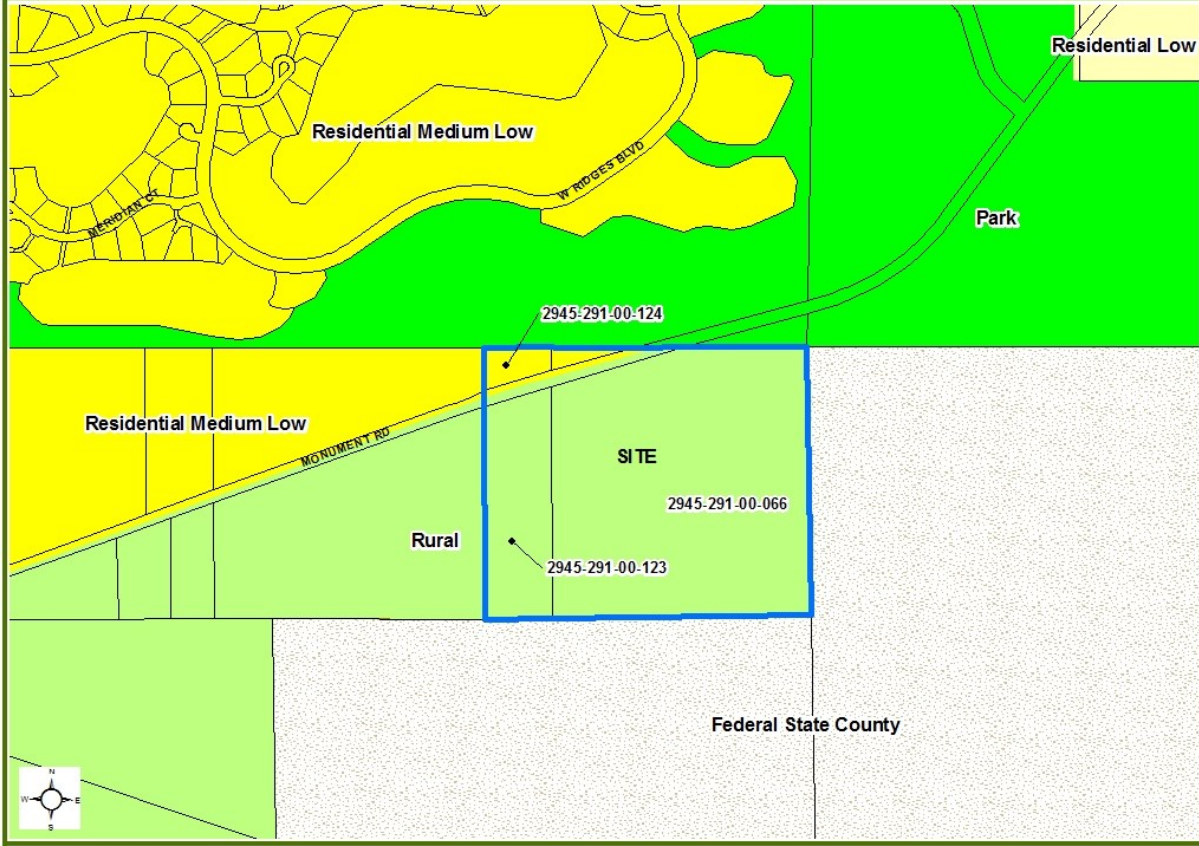 Residential Low
Residential Medium Low
W RIDGES BLVD
MERIDIAN CT
Park
2945-291-00-124
Residential Medium Low
MONUMENT RD
SITE
2945-291-00-066
Rural
2945-291-00-123
Federal State County
N
W E
S